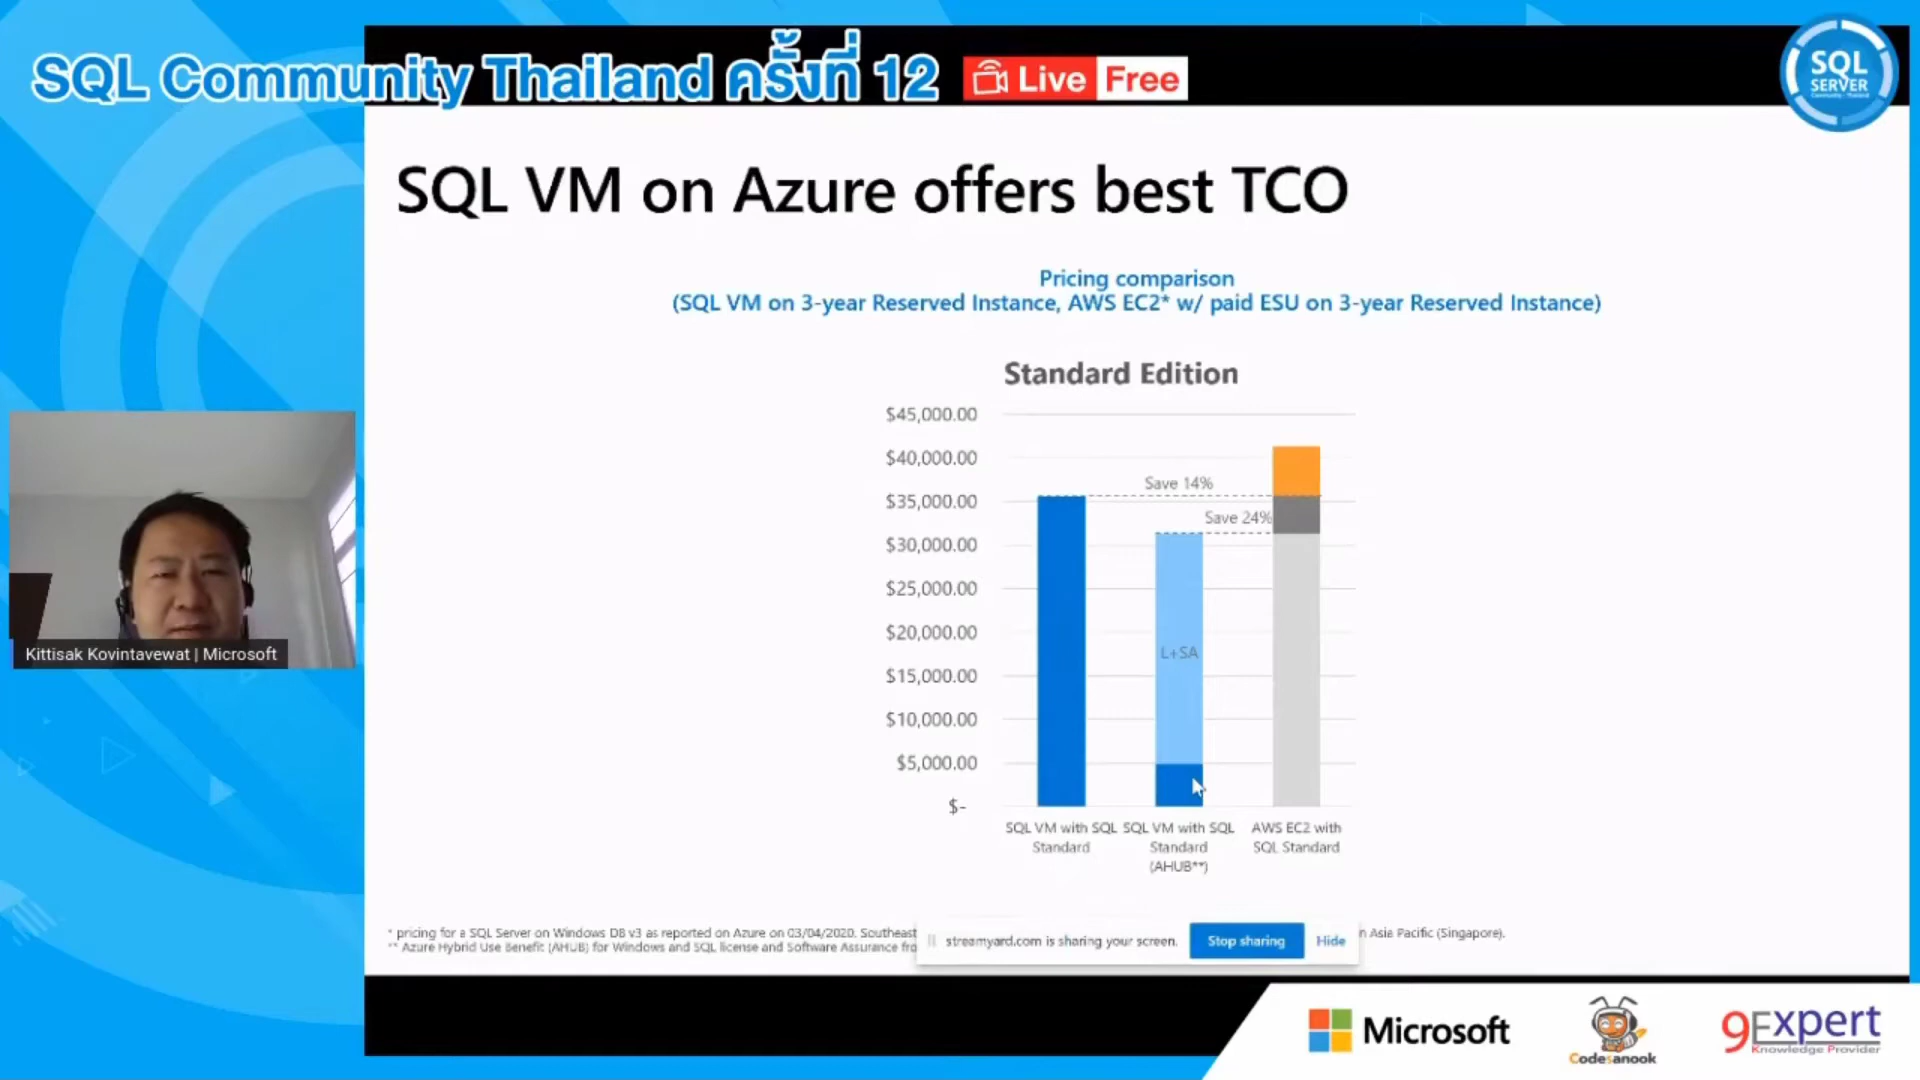 SQL Community Thailand ครั้งที่ 12
Live Free
SQL
SERVER
SQL VM on Azure offers best TCO
Pricing comparison
(SQL VM on 3-year Reserved Instance, AWS EC2* w/ paid ESU on 3-year Reserved Instance)
Standard Edition
$45,000.00
$40,000.00
$35,000.00
$30,000.00
$25,000.00
$20,000.00
$15,000.00
$10,000.00
$5,000.00
$-
Save 14%
Save 24%
L+SA
SQL VM with SQL Standard
SQL VM with SQL Standard (AHUB**)
AWS EC2 with SQL Standard
Kittisak Kovintavewat | Microsoft
* pricing for a SQL Server on Windows D8 v3 as reported on Azure on 03/04/2020. Southeast
Asia Pacific (Singapore).
** Azure Hybrid Use Benefit (AHUB) for Windows and SQL license and Software Assurance
streamyard.com is sharing your screen.
Stop sharing
Hide
Microsoft
Codesanook
9Expert
Knowledge Provider